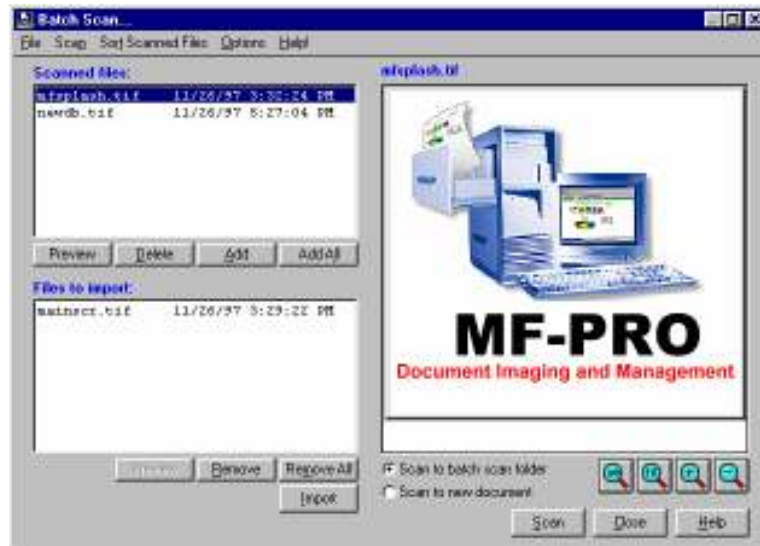 Batch Scan...
File Scan Sort Scanned Files Options Help!
Scanned files:
mfsplash.tif 11/26/97 3:32:24 PM
newdb.tif 11/26/97 5:27:04 PM
Preview Delete Add Add All
Files to import:
mainscr.tif 11/26/97 3:29:22 PM
Remove Remove All
Import
mfsplash.tif
MF-PRO
Document Imaging and Management
Scan to batch scan folder
Scan to new document
Scan Close Help